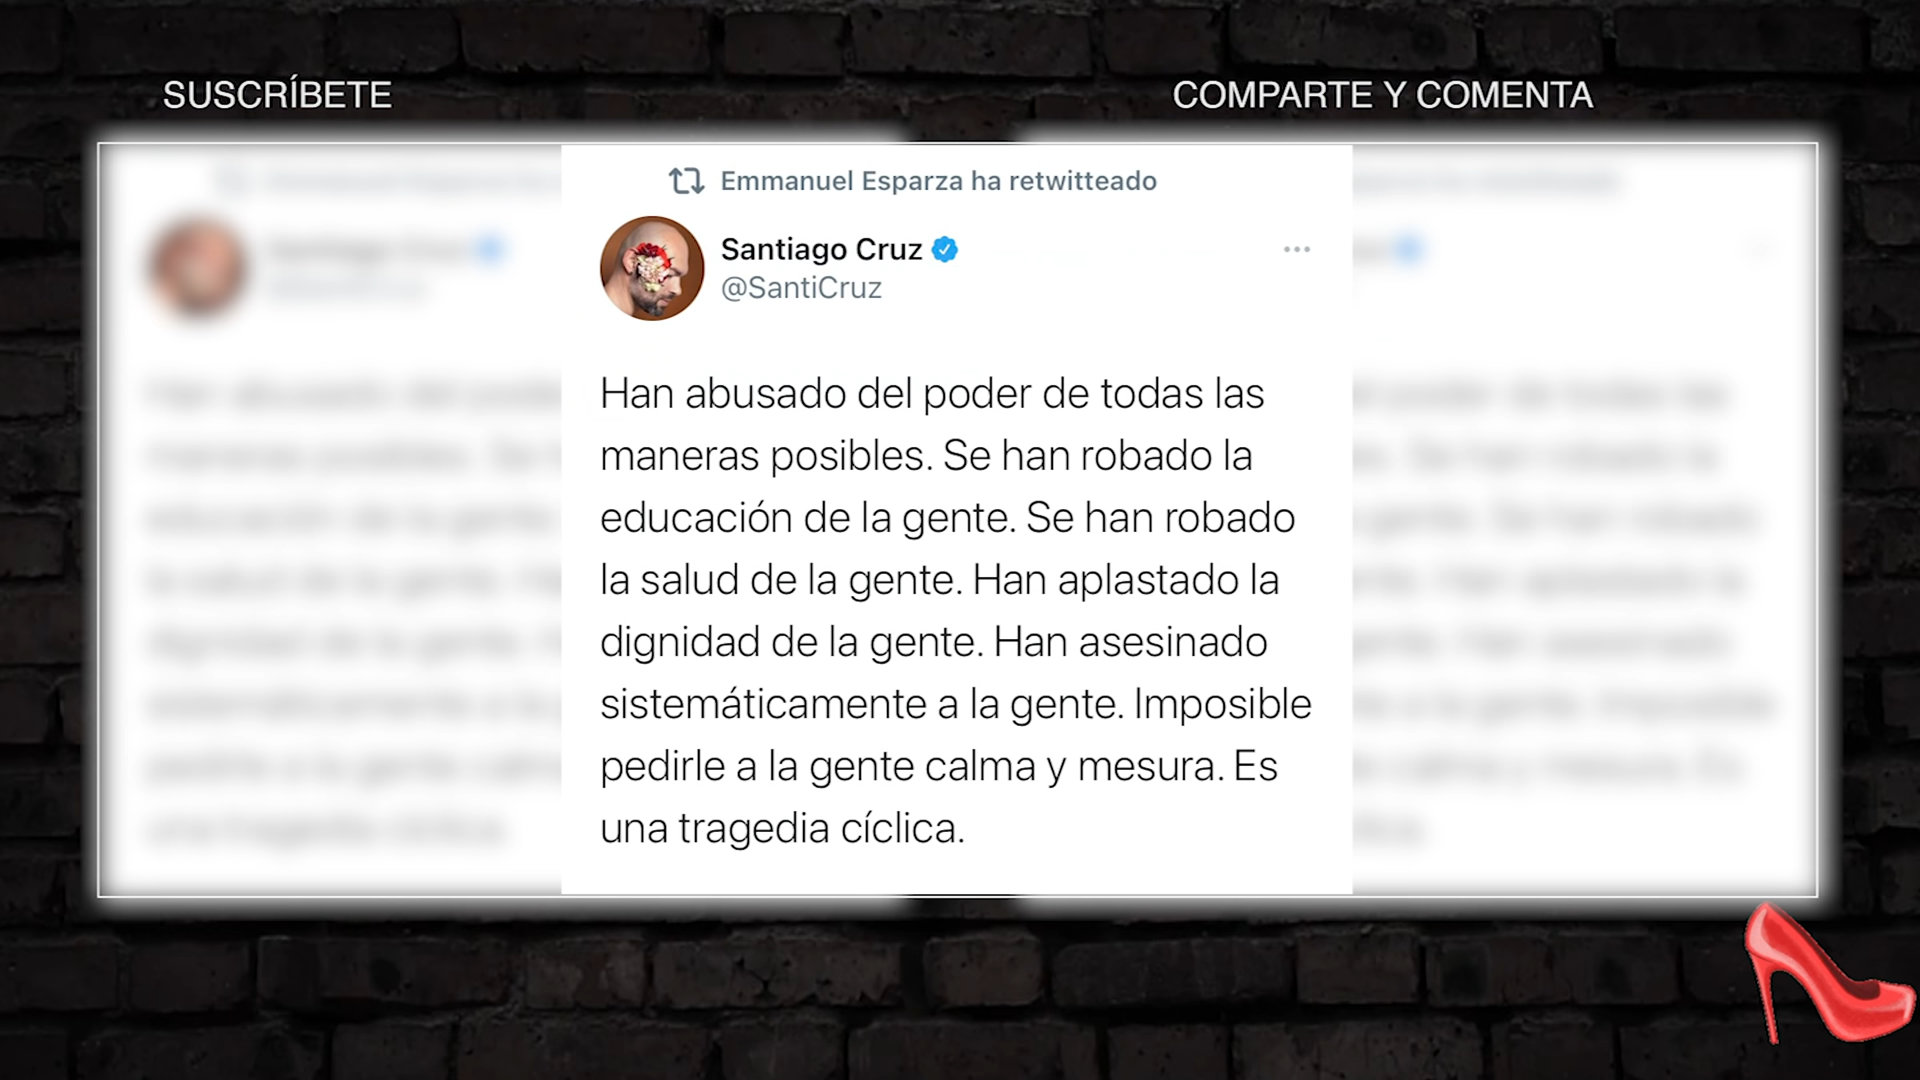 SUSCRÍBETE
COMPARTE Y COMENTA
Emmanuel Esparza ha retwitteado
Santiago Cruz
@SantiCruz
Han abusado del poder de todas las
maneras posibles. Se han robado la
educación de la gente. Se han robado
la salud de la gente. Han aplastado la
dignidad de la gente. Han asesinado
sistemáticamente a la gente. Imposible
pedirle a la gente calma y mesura. Es
una tragedia cíclica.